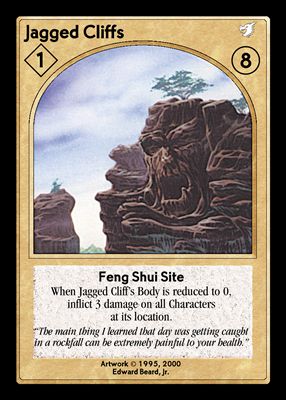 Jagged Cliffs
1
8
Feng Shui Site
When Jagged Cliff's Body is reduced to 0,
inflict 3 damage on all Characters
at its location.
“The main thing I learned that day was getting caught
in a rockfall can be extremely painful to your health.”
Artwork © 1995, 2000
Edward Beard, Jr.